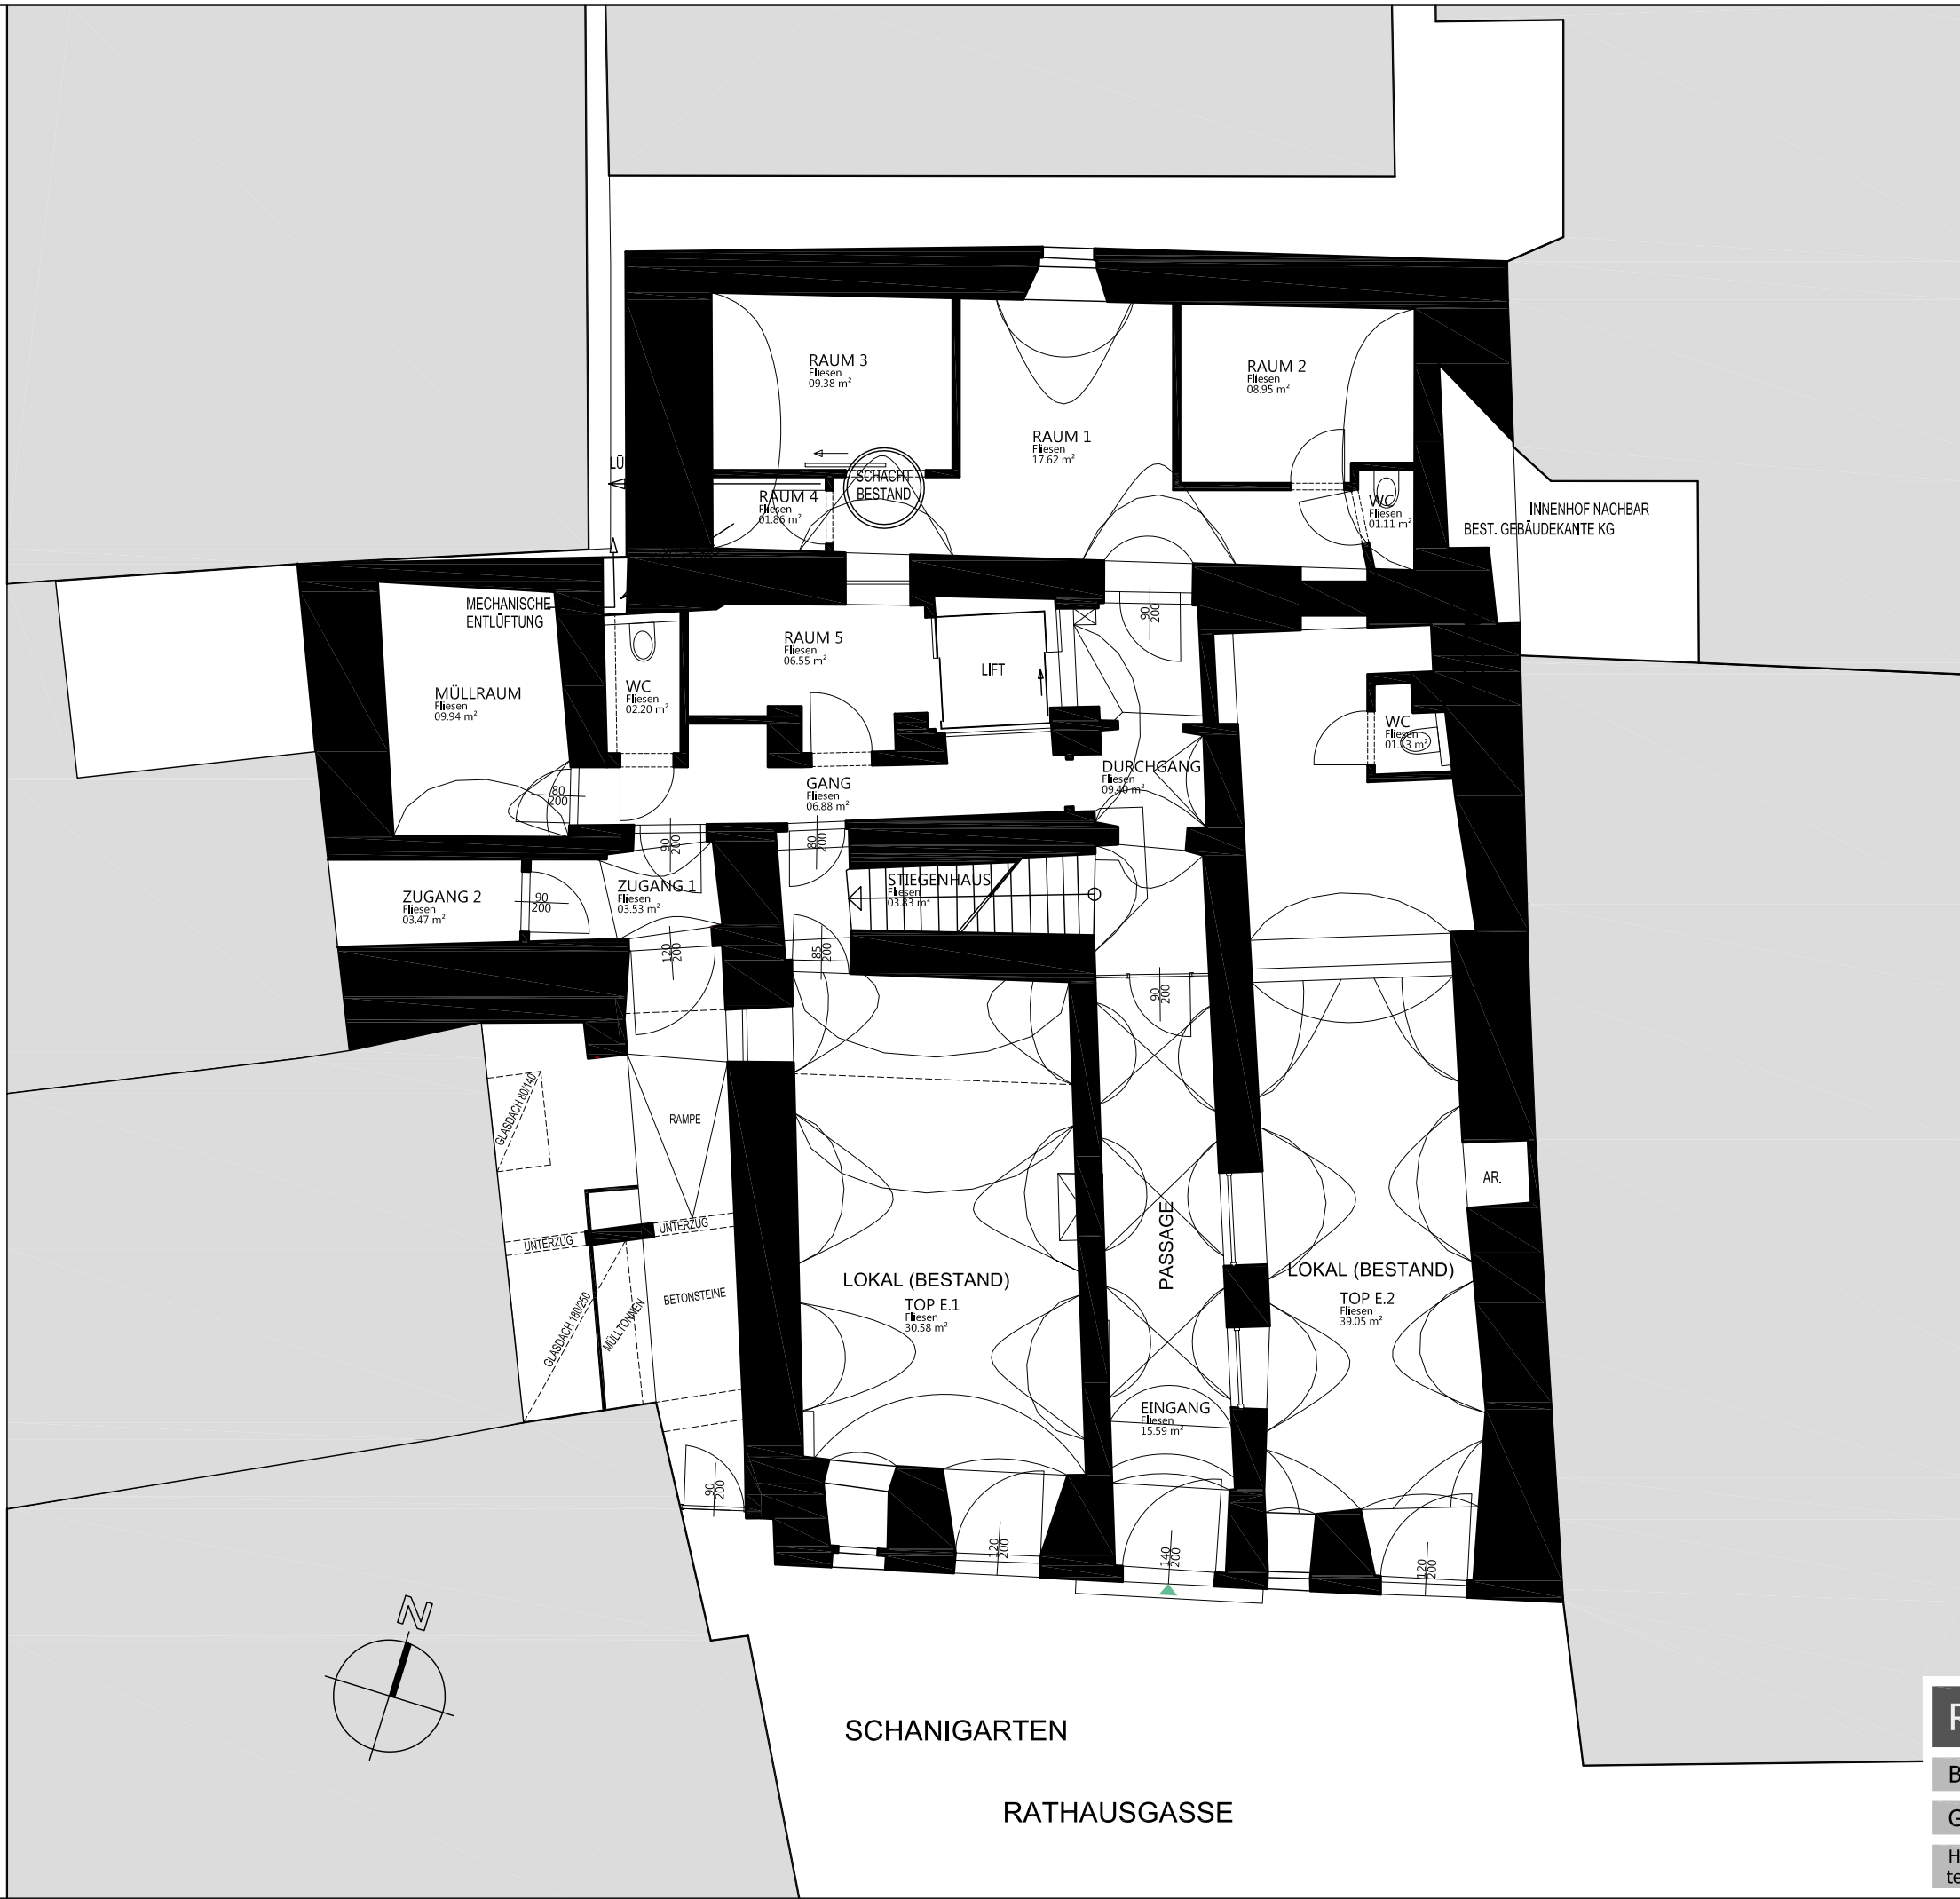 RAUM 3
Fliesen
09.38 m²
RAUM 2
Fliesen
08.95 m²
RAUM 1
Fliesen
17.62 m²
LÜ
SCHACHT
BESTAND
RAUM 4
Fliesen
01.86 m²
WC
Fliesen
01.11 m²
INNENHOF NACHBAR
BEST. GEBÄUDEKANTE KG
MECHANISCHE
ENTLÜFTUNG
RAUM 5
Fliesen
06.55 m²
LIFT
90
200
MÜLLRAUM
Fliesen
09.94 m²
WC
Fliesen
02.20 m²
WC
Fliesen
01.13 m²
DURCHGANG
Fliesen
09.40 m²
GANG
Fliesen
06.88 m²
80
200
90
200
80
200
STIEGENHAUS
Fliesen
03.83 m²
ZUGANG 2
Fliesen
03.47 m²
90
200
ZUGANG 1
Fliesen
03.53 m²
120
200
85
200
90
200
GLASDACH 80/140
RAMPE
AR.
UNTERZUG
UNTERZUG
PASSAGE
BETONSTEINE
GLASDACH 180/250
MÜLLTONNEN
LOKAL (BESTAND)
TOP E.1
Fliesen
30.58 m²
LOKAL (BESTAND)
TOP E.2
Fliesen
39.05 m²
EINGANG
Fliesen
15.59 m²
90
200
120
200
140
200
120
200
N
SCHANIGARTEN
RATHAUSGASSE
B
G
H
te